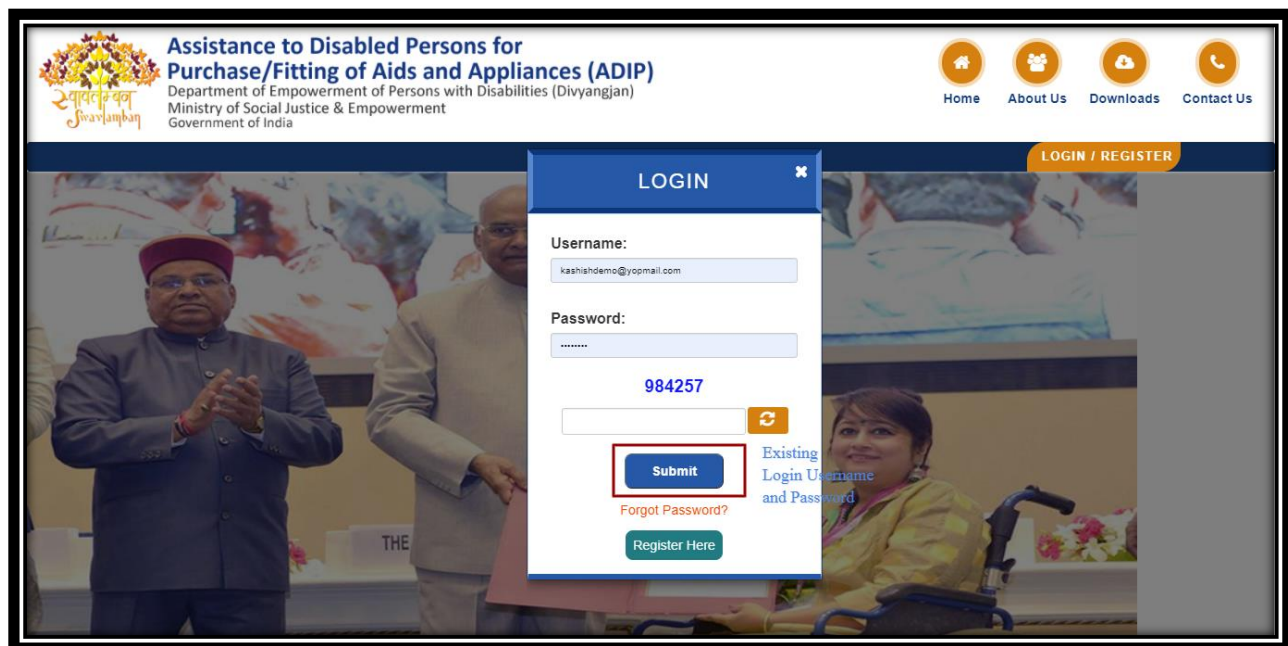 Assistance to Disabled Persons for
Purchase/Fitting of Aids and Appliances (ADIP)
Department of Empowerment of Persons with Disabilities (Divyangjan)
Ministry of Social Justice & Empowerment
Government of India
स्वावलम्बन
Swavlamban
Home
About Us
Downloads
Contact Us
LOGIN / REGISTER
LOGIN
Username:
kashishdemo@yopmail.com
Password:
984257
Submit
Existing
Login Username
and Password
Forgot Password?
Register Here
THE